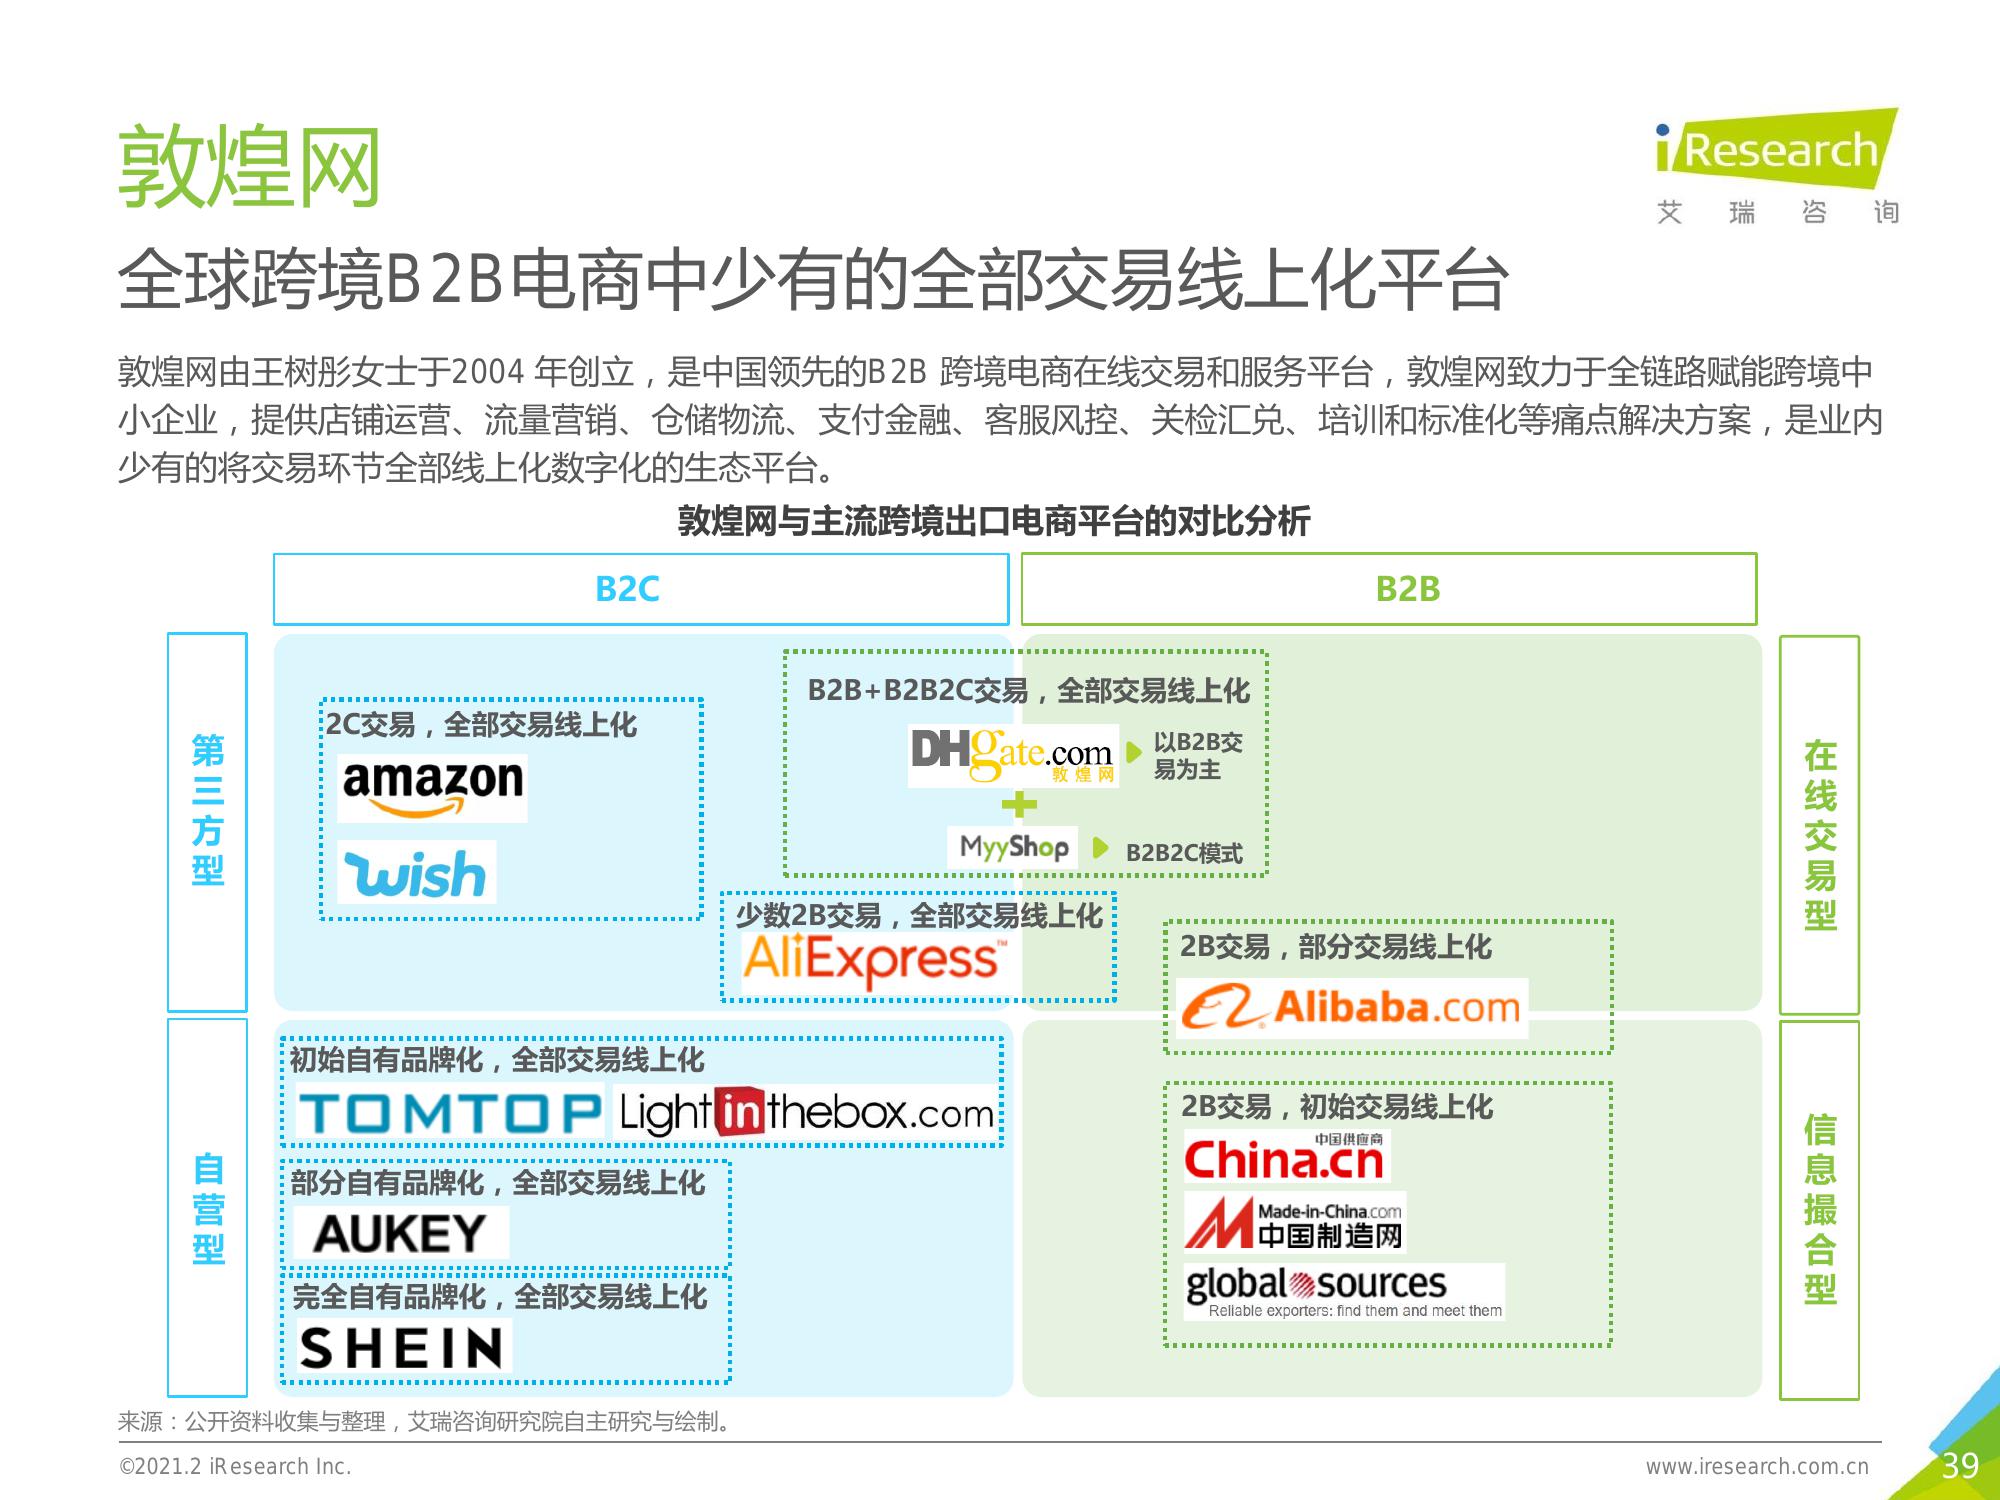 敦煌网
iResearch
艾瑞咨询
全球跨境B2B电商中少有的全部交易线上化平台
敦煌网由王树彤女士于2004 年创立，是中国领先的B2B 跨境电商在线交易和服务平台，敦煌网致力于全链路赋能跨境中
小企业，提供店铺运营、流量营销、仓储物流、支付金融、客服风控、关检汇兑、培训和标准化等痛点解决方案，是业内
少有的将交易环节全部线上化数字化的生态平台。
敦煌网与主流跨境出口电商平台的对比分析
B2C
B2B
第三方型
2C交易，全部交易线上化
amazon
wish
B2B+B2B2C交易，全部交易线上化
DHgate.com
敦煌网
以B2B交
易为主
MyyShop
B2B2C模式
少数2B交易，全部交易线上化
AliExpress™
在线交易型
2B交易，部分交易线上化
Alibaba.com
自营型
初始自有品牌化，全部交易线上化
TOMTOP
Lightinthebox.com
部分自有品牌化，全部交易线上化
AUKEY
完全自有品牌化，全部交易线上化
SHEIN
2B交易，初始交易线上化
中国供应商
China.cn
Made-in-China.com
中国制造网
global sources
Reliable exporters: find them and meet them
信息撮合型
来源：公开资料收集与整理，艾瑞咨询研究院自主研究与绘制。
©2021.2 iResearch Inc.
www.iresearch.com.cn
39